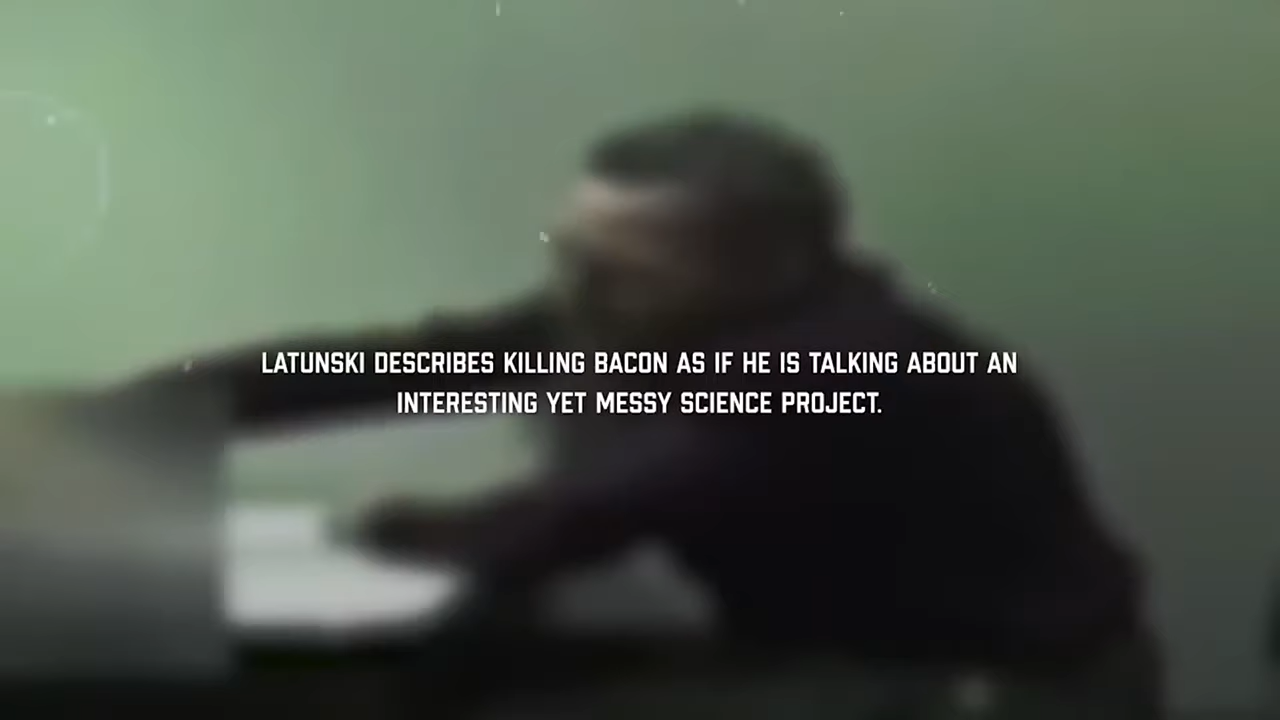 LATUNSKI DESCRIBES KILLING BACON AS IF HE IS TALKING ABOUT AN
INTERESTING YET MESSY SCIENCE PROJECT.